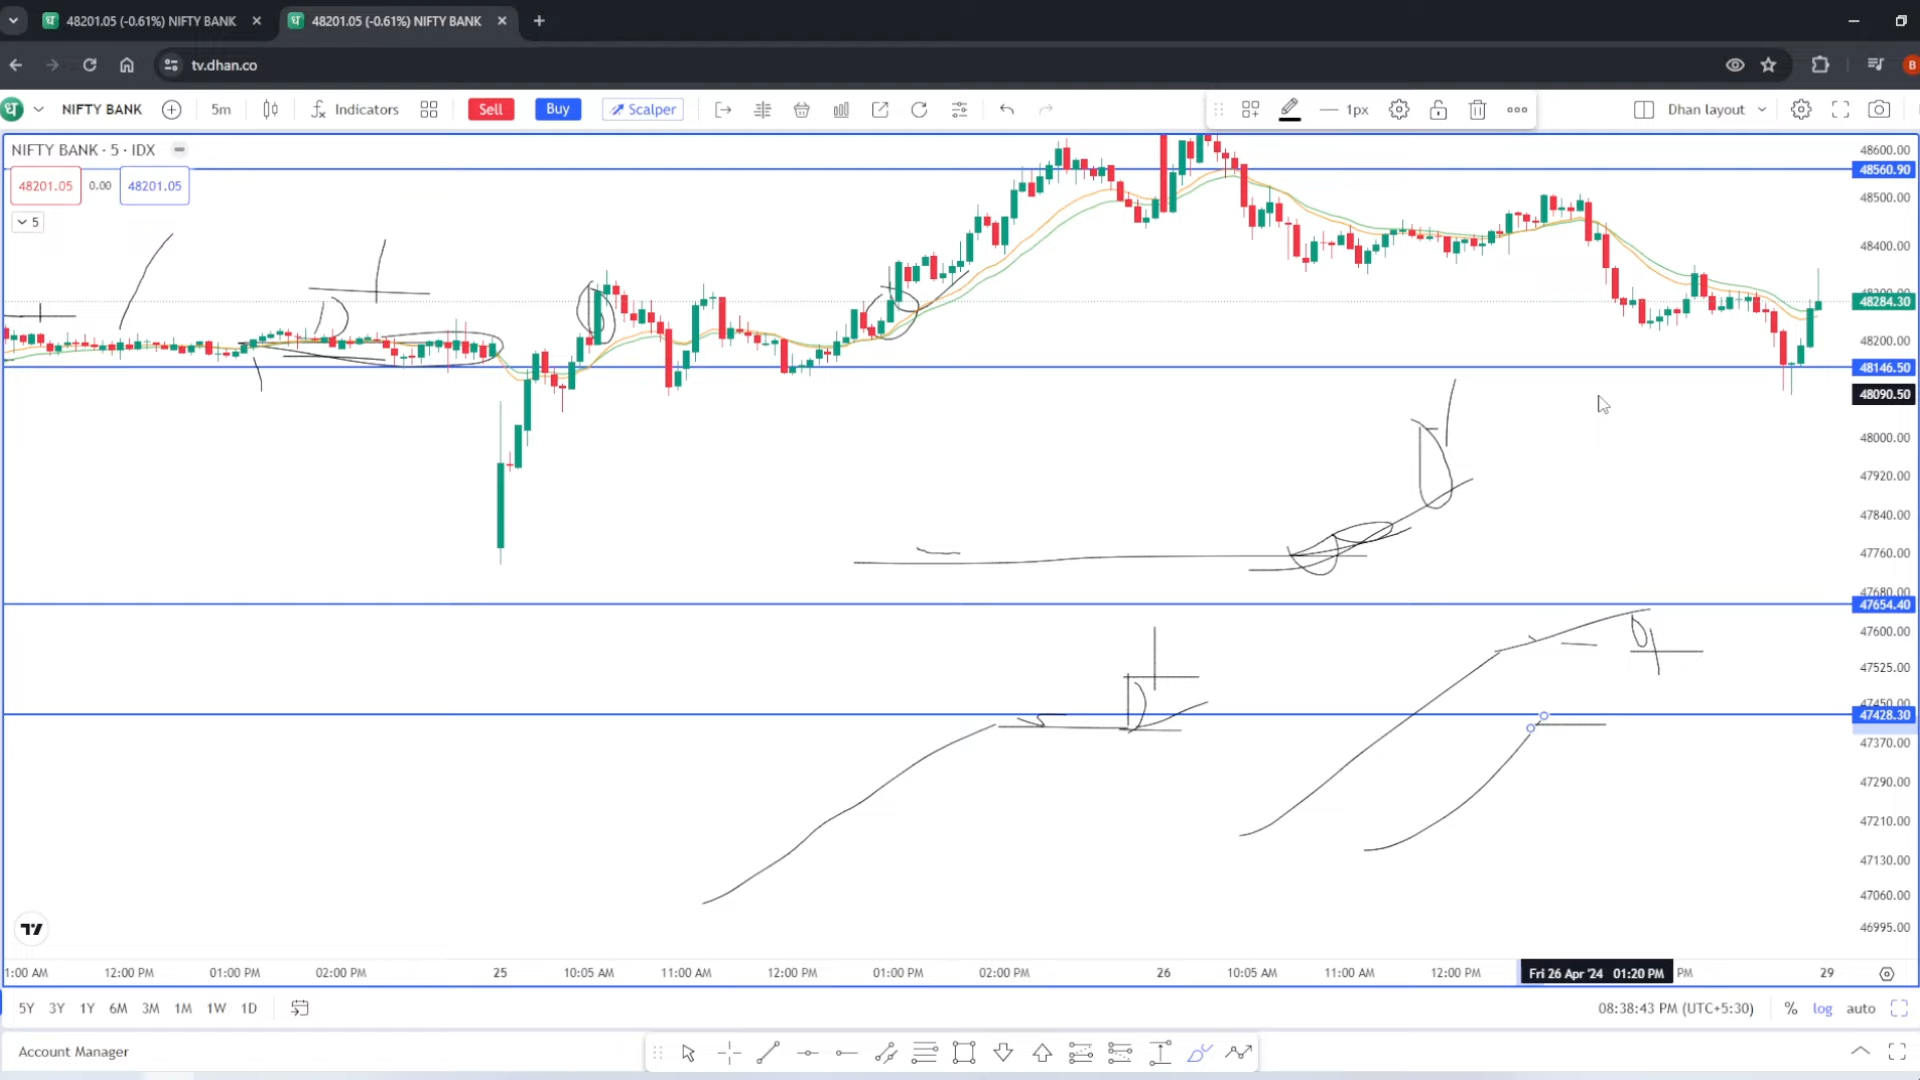 48201.05 (-0.61%) NIFTY BANK
48201.05 (-0.61%) NIFTY BANK
tv.dhan.co
B
NIFTY BANK
5m
Indicators
Sell
Buy
Scalper
1px
Dhan layout
NIFTY BANK · 5 · IDX
48201.05
0.00
48201.05
5
48600.00
48560.90
48500.00
48400.00
48284.30
48200.00
48146.50
48090.50
48000.00
47920.00
47840.00
47760.00
47680.00
47654.40
47600.00
47525.00
47450.00
47428.30
47370.00
47290.00
47210.00
47130.00
47060.00
46995.00
1:00 AM 12:00 PM 01:00 PM 02:00 PM 25 10:05 AM 11:00 AM 12:00 PM 01:00 PM 02:00 PM 26 10:05 AM 11:00 AM 12:00 PM Fri 26 Apr '24 01:20 PM PM 29
5Y 3Y 1Y 6M 3M 1M 1W 1D
08:38:43 PM (UTC+5:30) % log auto
Account Manager